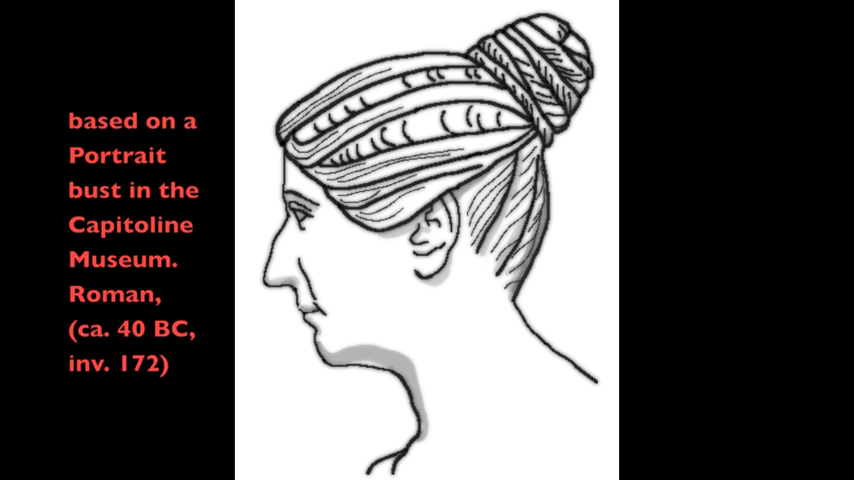 based on a
Portrait
bust in the
Capitoline
Museum.
Roman,
(ca. 40 BC,
inv. 172)